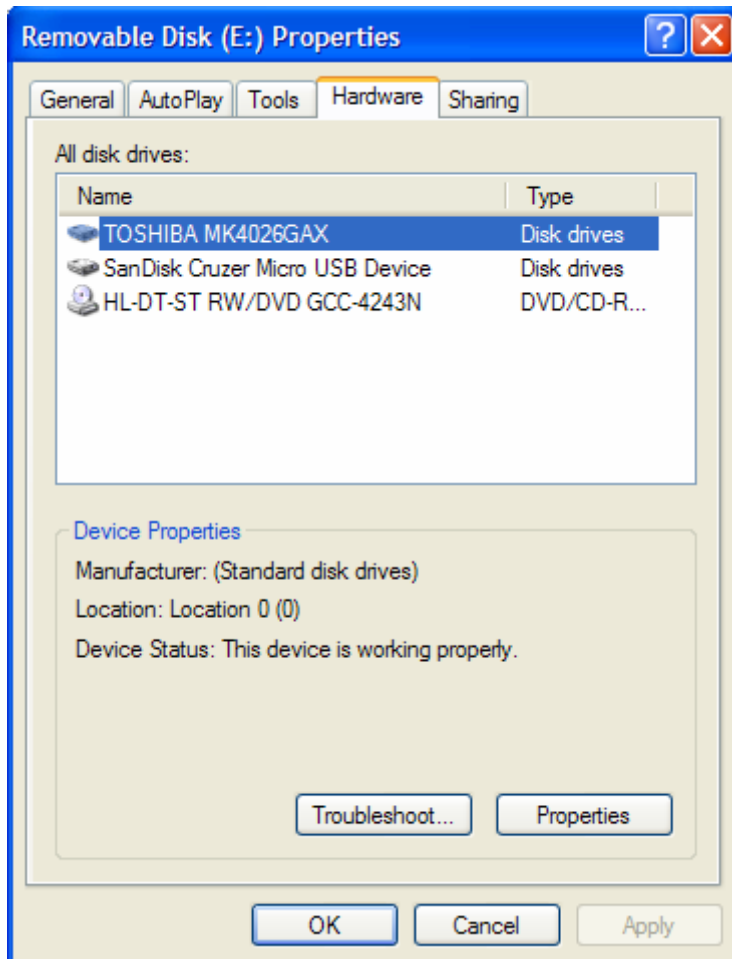 Removable Disk (E:) Properties
General AutoPlay Tools Hardware Sharing
All disk drives:
Name Type
TOSHIBA MK4026GAX Disk drives
SanDisk Cruzer Micro USB Device Disk drives
HL-DT-ST RW/DVD GCC-4243N DVD/CD-R...
Device Properties
Manufacturer: (Standard disk drives)
Location: Location 0 (0)
Device Status: This device is working properly.
Troubleshoot... Properties
OK Cancel Apply